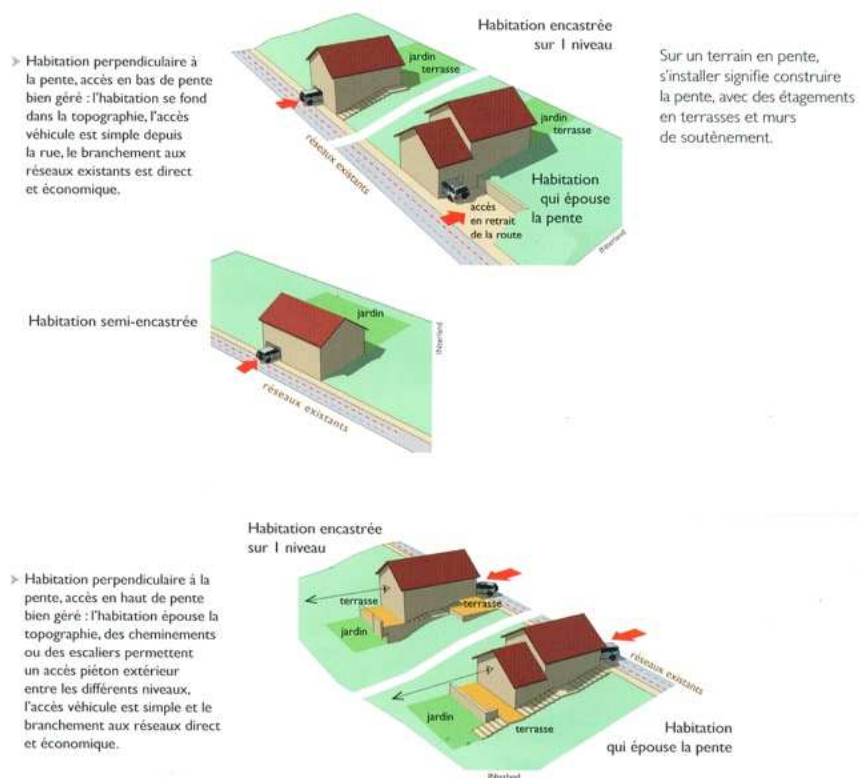 Habitation encastrée
sur 1 niveau
> Habitation perpendiculaire à
la pente, accès en bas de pente
bien géré : l'habitation se fond
dans la topographie, l'accès
véhicule est simple depuis
la rue, le branchement aux
réseaux existants est direct
et économique.
jardin
terrasse
jardin
terrasse
réseaux existants
Habitation
qui épouse
la pente
accès
en retrait
de la route
INterland
Sur un terrain en pente,
s'installer signifie construire
la pente, avec des étagements
en terrasses et murs
de soutènement.
Habitation semi-encastrée
jardin
réseaux existants
INterland
Habitation encastrée
sur 1 niveau
> Habitation perpendiculaire à la
pente, accès en haut de pente
bien géré : l'habitation épouse la
topographie, des cheminements
ou des escaliers permettent
un accès piéton extérieur
entre les différents niveaux,
l'accès véhicule est simple et le
branchement aux réseaux direct
et économique.
terrasse
terrasse
jardin
réseaux existants
jardin
terrasse
Habitation
qui épouse la pente
INterland